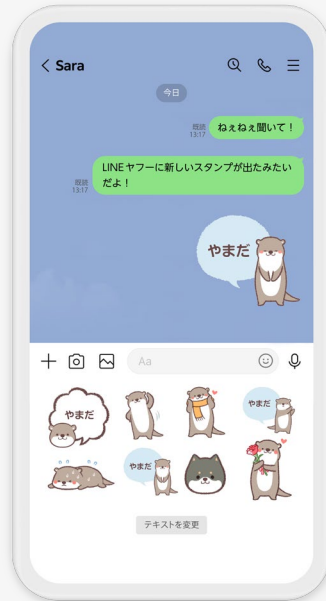 Sara
今日
既読
13:17
ねぇねぇ聞いて！
LINEヤフーに新しいスタンプが出たみたい
だよ！
既読
13:17
やまだ
Aa
やまだ
やまだ
やまだ
テキストを変更